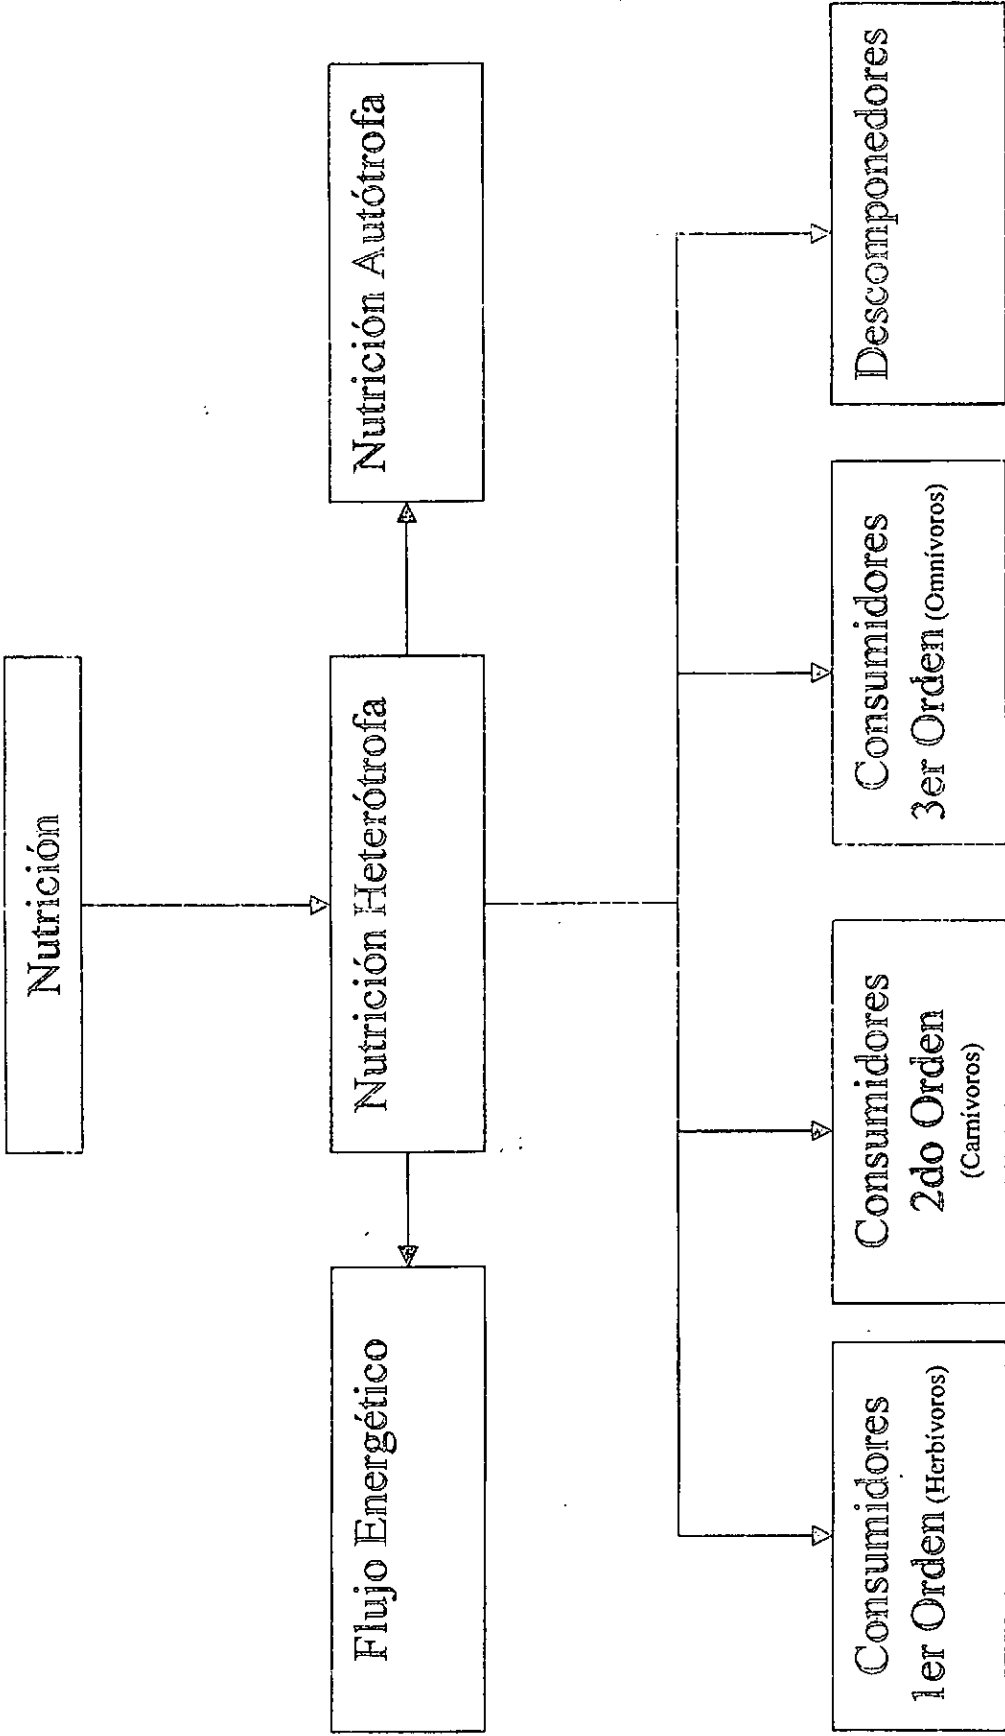 Nutrición
Flujo Energético
Nutrición Heterótrofa
Nutrición Autótrofa
Consumidores
1er Orden (Herbívoros)
Consumidores
2do Orden
(Carnívoros)
Consumidores
3er Orden (Omnívoros)
Descomponedores